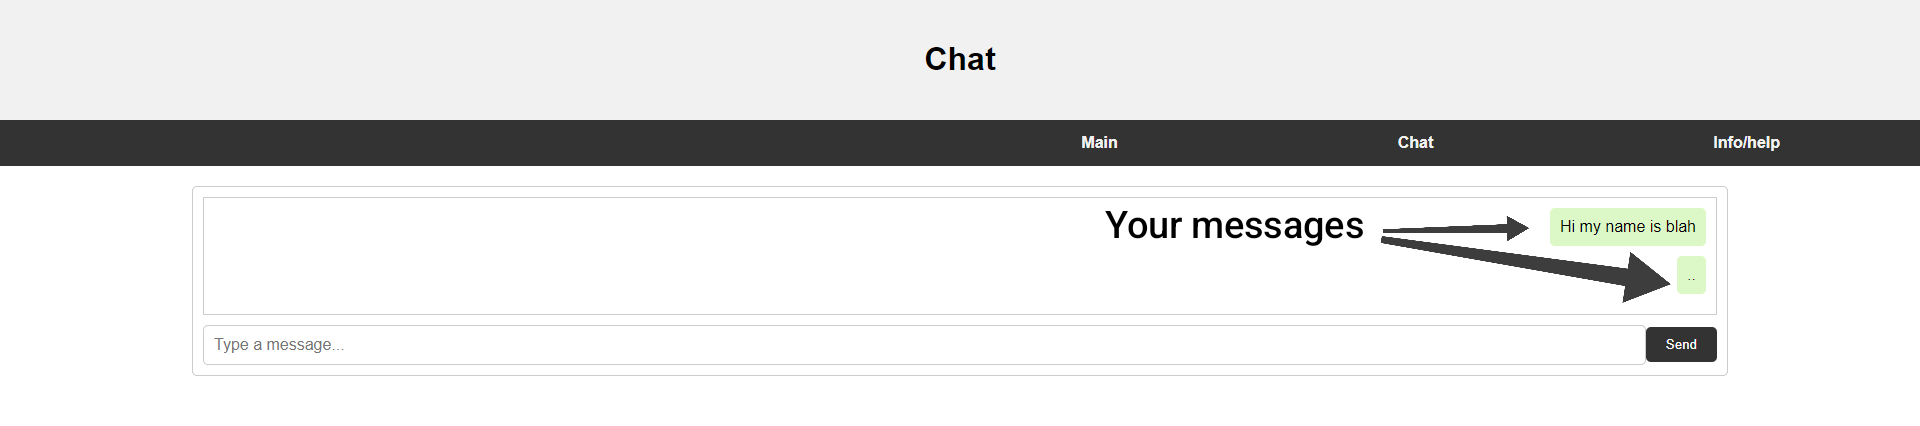 Chat
Main Chat Info/help
Your messages
Hi my name is blah
..
Type a message...
Send